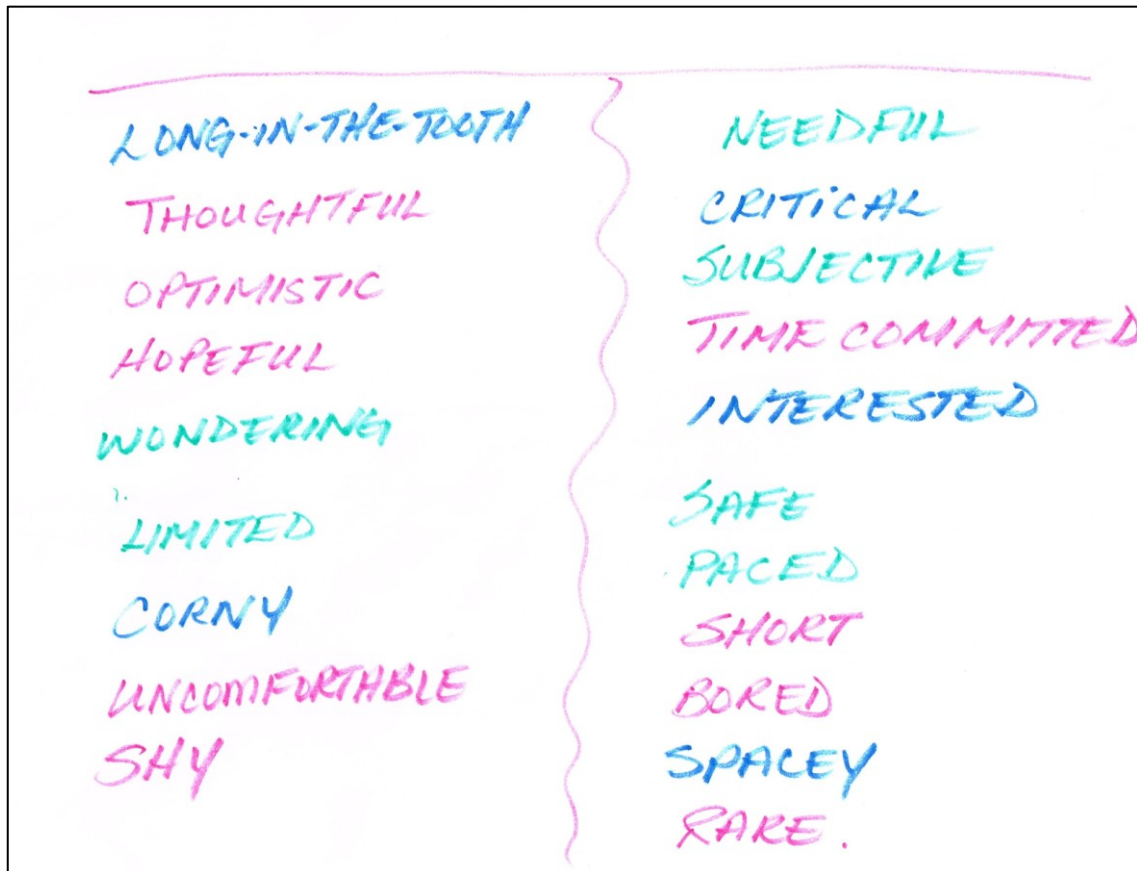 LONG-IN-THE-TOOTH
THOUGHTFUL
OPTIMISTIC
HOPEFUL
WONDERING
LIMITED
CORNY
UNCOMFORTABLE
SHY
NEEDFUL
CRITICAL
SUBJECTIVE
TIME COMMITTED
INTERESTED
SAFE
PACED
SHORT
BORED
SPACEY
RARE.